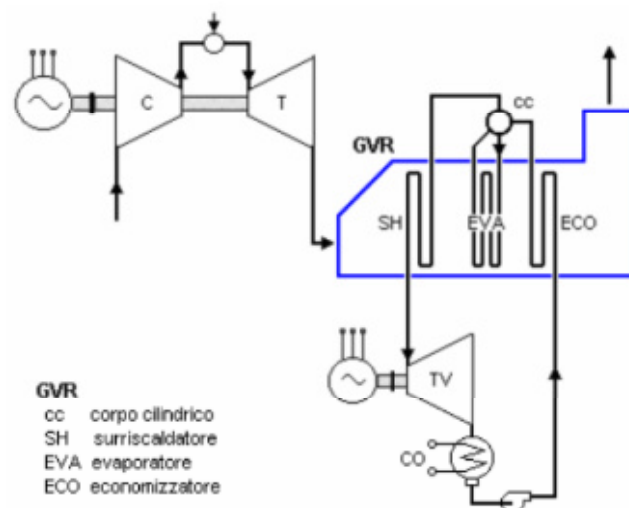 C
T
cc
GVR
SH
EVA
ECO
TV
CO
GVR
cc corpo cilindrico
SH surriscaldatore
EVA evaporatore
ECO economizzatore